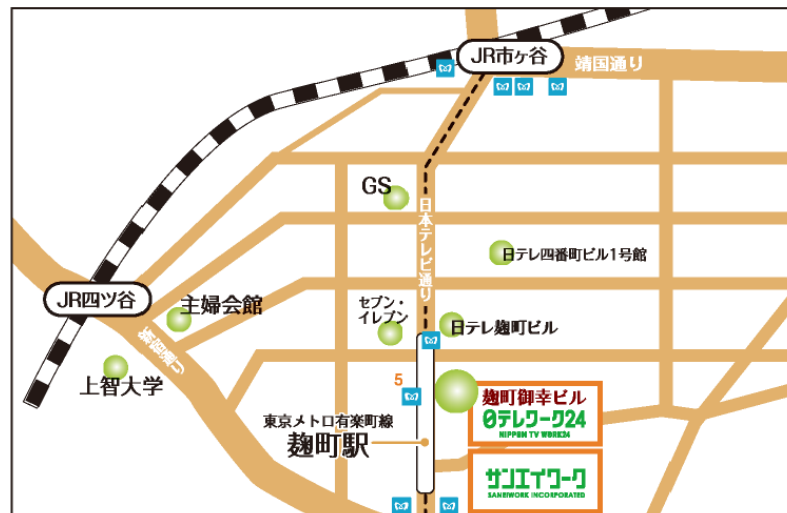 JR市ヶ谷
靖国通り
GS
日本テレビ通り
日テレ四番町ビル1号館
JR四ツ谷
主婦会館
セブン・
イレブン
日テレ麹町ビル
新宿通り
上智大学
5
麹町御幸ビル
日テレワーク24
NIPPON TV WORK24
東京メトロ有楽町線
麹町駅
サンエイワーク
SANEIWORK INCORPORATED